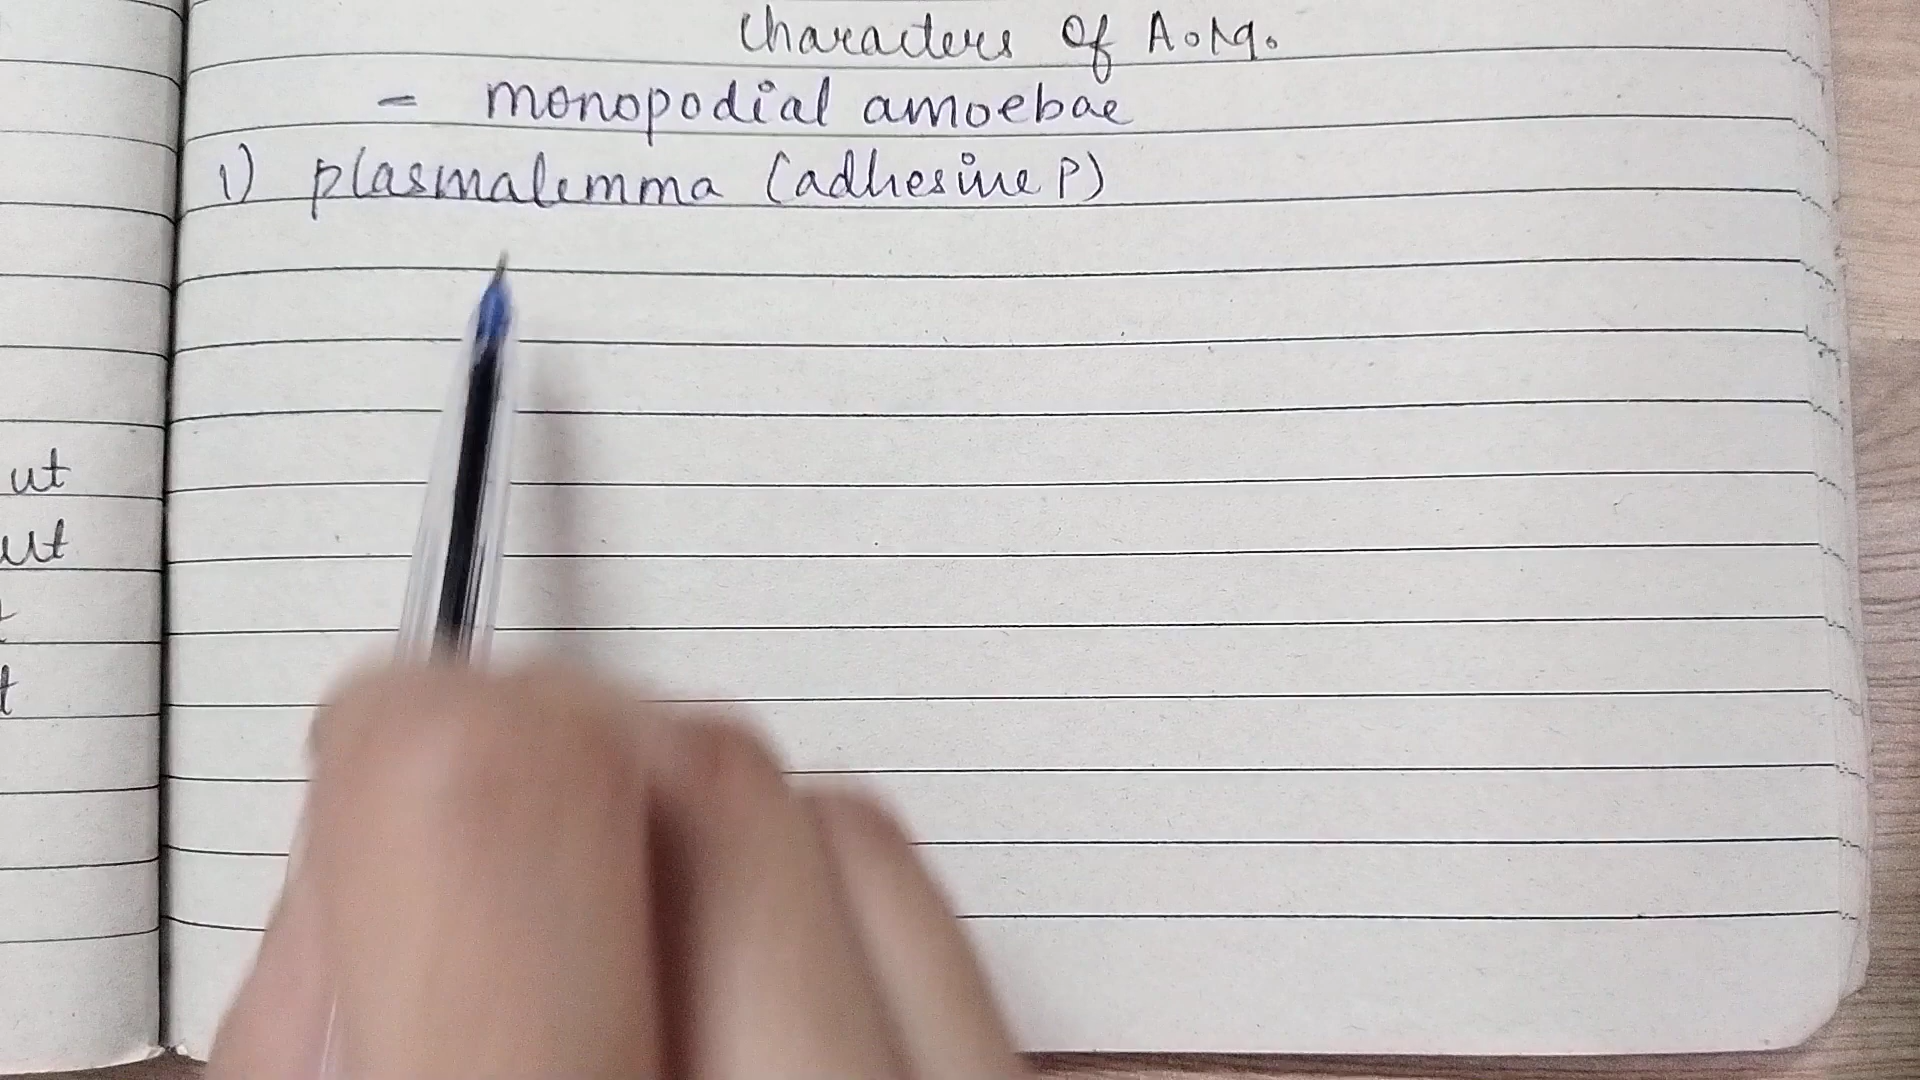 characters of A.M.
- monopodial amoebae
1) plasmalemma (adhesive P)
ut
ut
t